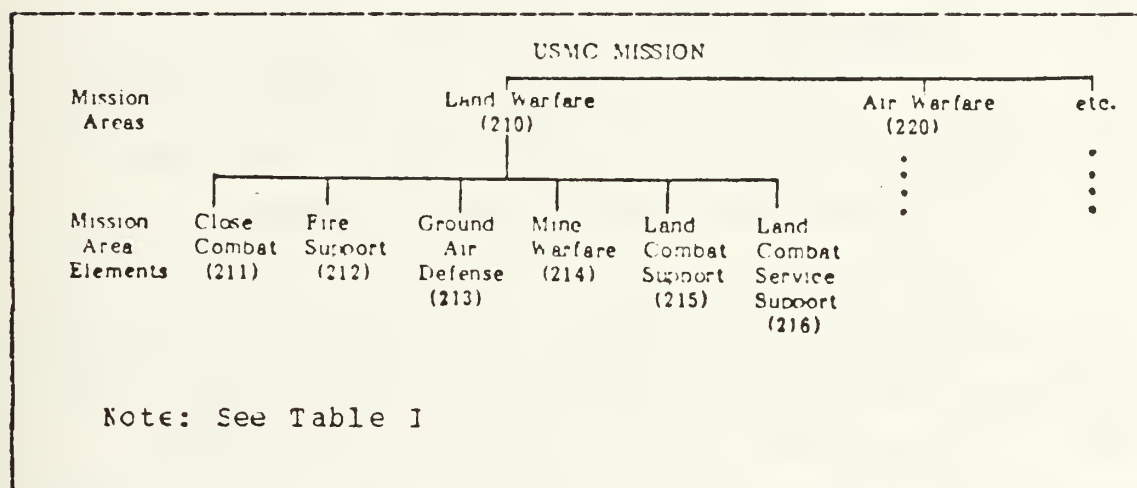 USMC MISSION
Mission Areas
Land Warfare (210)
Air Warfare (220)
etc.
Mission Area Elements
Close Combat (211)
Fire Support (212)
Ground Air Defense (213)
Mine Warfare (214)
Land Combat Support (215)
Land Combat Service Support (216)
Note: See Table I